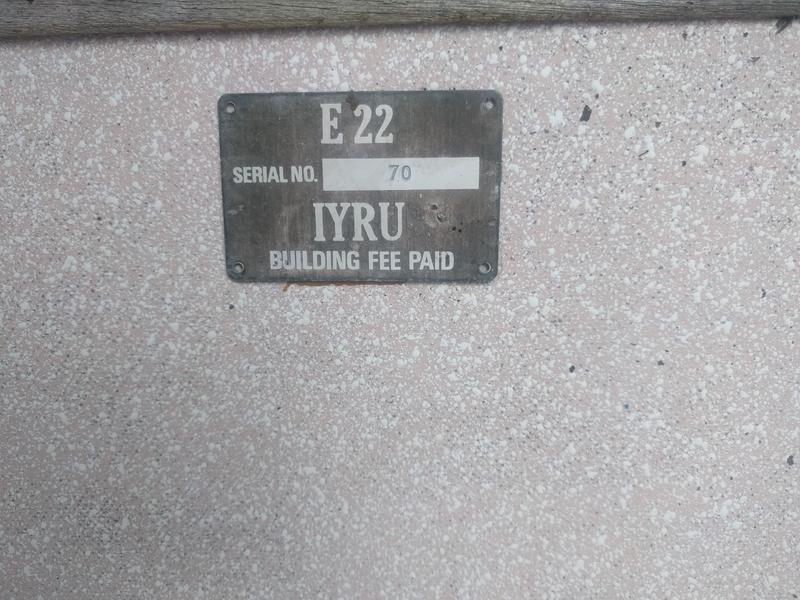 E 22
SERIAL NO. 70
IYRU
BUILDING FEE PAID